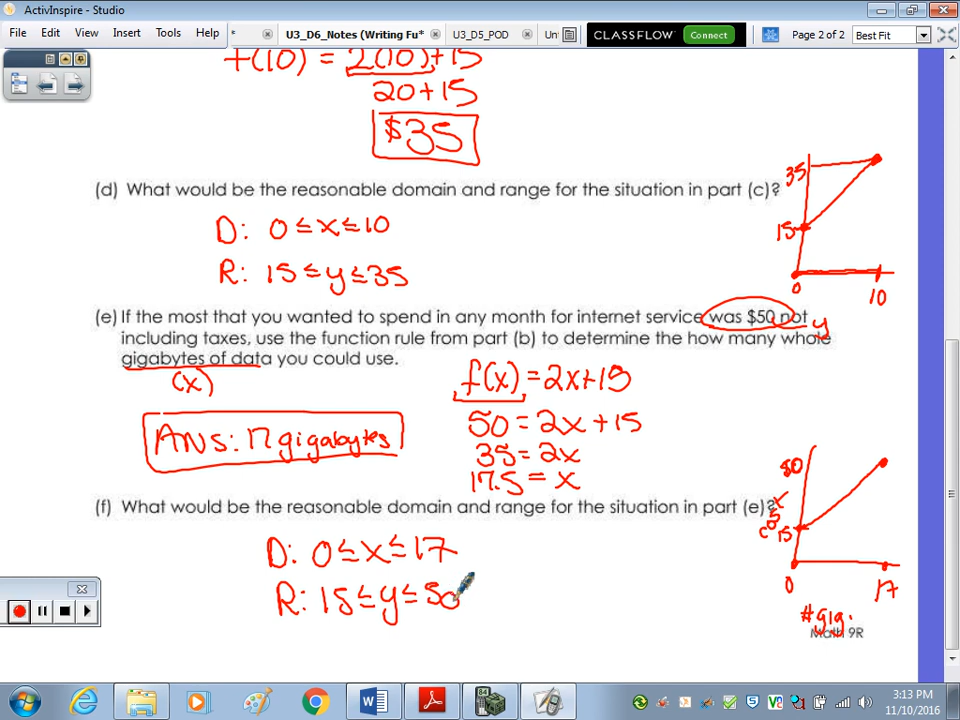 ActivInspire
File Edit View Insert Tools Help
* U3_D6_Notes (Writing Fu* U3_D5_POD Un CLASSFLOW Connect Page 2 of 2 Best Fit
f(10) = 2(10)+15
20+15
$35
(d) What would be the reasonable domain and range for the situation in part (c)?
D: 0 ≤ x ≤ 10
R: 15 ≤ y ≤ 35
35
15
0
10
(e) If the most that you wanted to spend in any month for internet service was $50 not
including taxes, use the function rule from part (b) to determine the how many whole
gigabytes of data you could use.
y
(x)
f(x) = 2x+15
50 = 2x + 15
35 = 2x
17.5 = x
Ans: 17 gigabytes
(f) What would be the reasonable domain and range for the situation in part (e)?
D: 0 ≤ x ≤ 17
R: 15 ≤ y ≤ 50
50
cost
15
0
17
#gig.
Math 9R
3:13 PM
11/10/2016